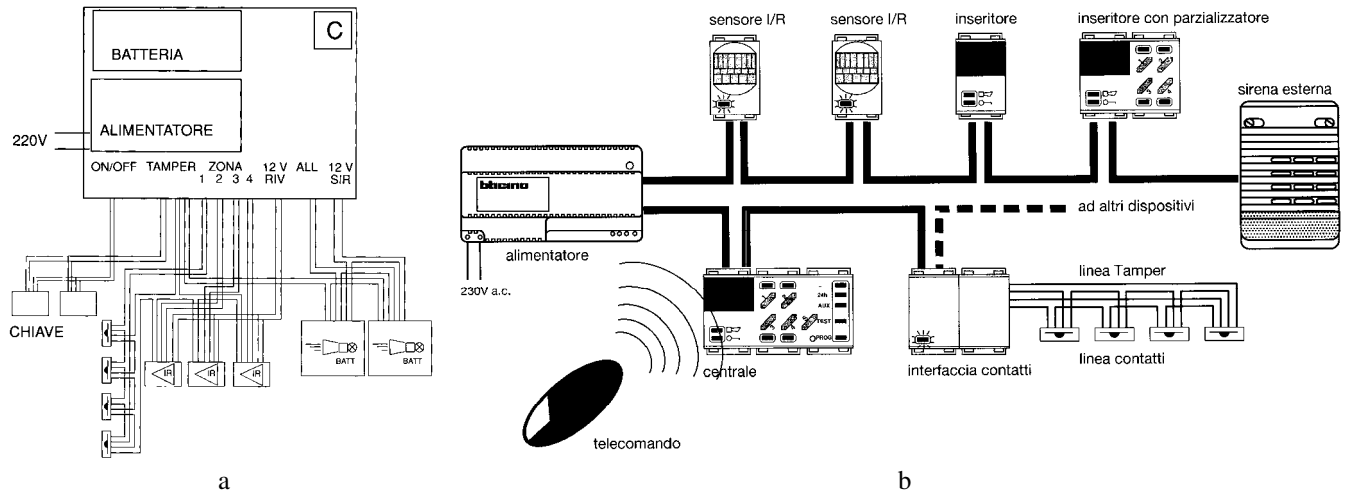 C
BATTERIA
ALIMENTATORE
220V
ON/OFF TAMPER ZONA 12 V ALL 12 V
1 2 3 4 RIV S/R
CHIAVE
IR IR IR
BATT BATT
a
sensore I/R
sensore I/R
inseritore
inseritore con parzializzatore
sirena esterna
bticino
alimentatore
230V a.c.
ad altri dispositivi
24h
AUX
TEST
PROG
centrale
interfaccia contatti
linea Tamper
linea contatti
telecomando
b